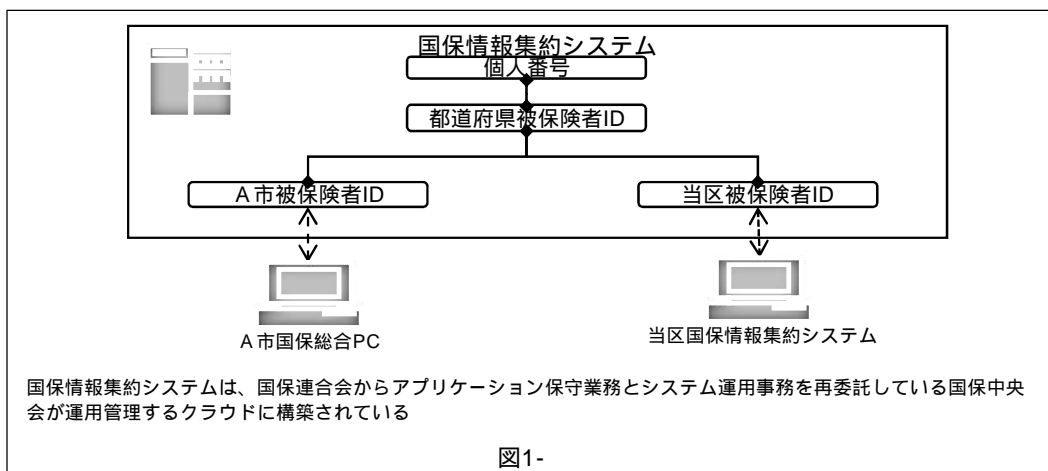 国保情報集約システム
個人番号
都道府県被保険者ID
A市被保険者ID
当区被保険者ID
A市国保総合PC
当区国保情報集約システム
国保情報集約システムは、国保連合会からアプリケーション保守業務とシステム運用事務を再委託している国保中央
会が運用管理するクラウドに構築されている
図1-